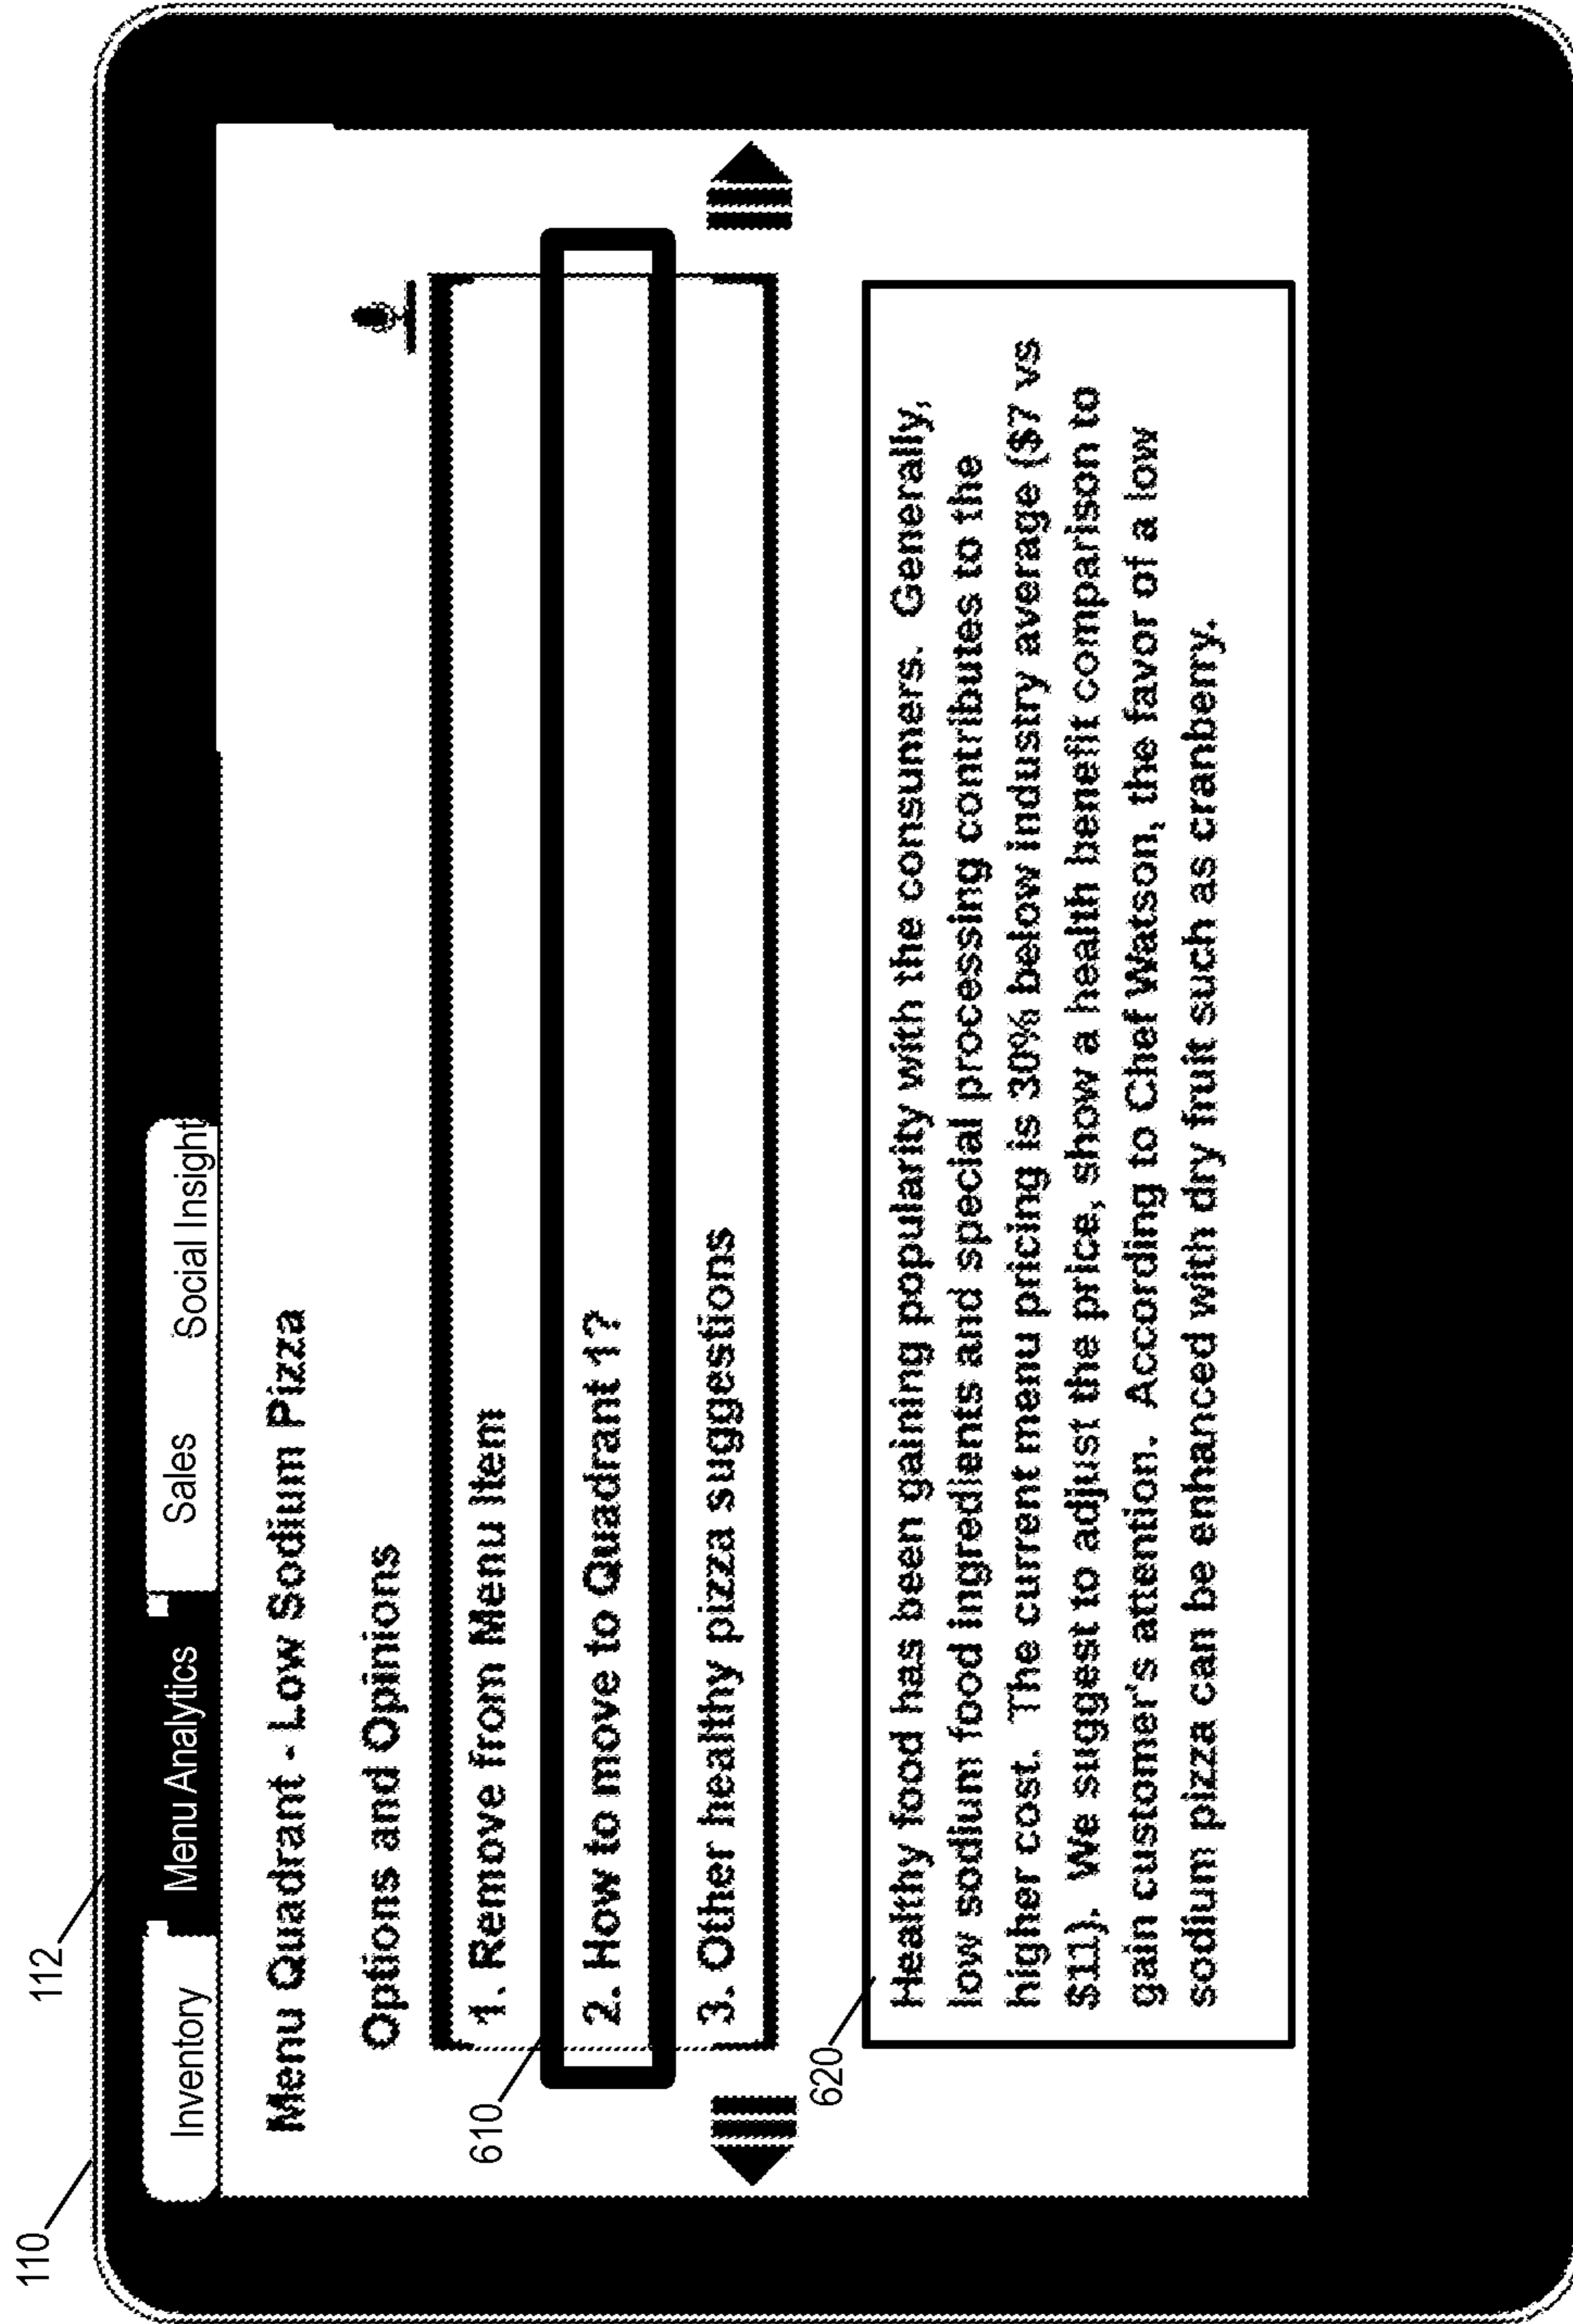 110
112
Inventory
Menu Analytics
Sales
Social Insight
Menu Quadrant - Low Sodium Pizza
Options and Opinions
1. Remove from Menu Item
610
2. How to move to Quadrant 1?
3. Other healthy pizza suggestions
620
Healthy food has been gaining popularity with the consumers. Generally,
low sodium food ingredients and special processing contributes to the
higher cost. The current menu pricing is 30% below industry average ($7 vs
$11). We suggest to adjust the price, show a health benefit comparison to
gain customer's attention. According to Chef Watson, the favor of a low
sodium pizza can be enhanced with dry fruit such as cranberry.